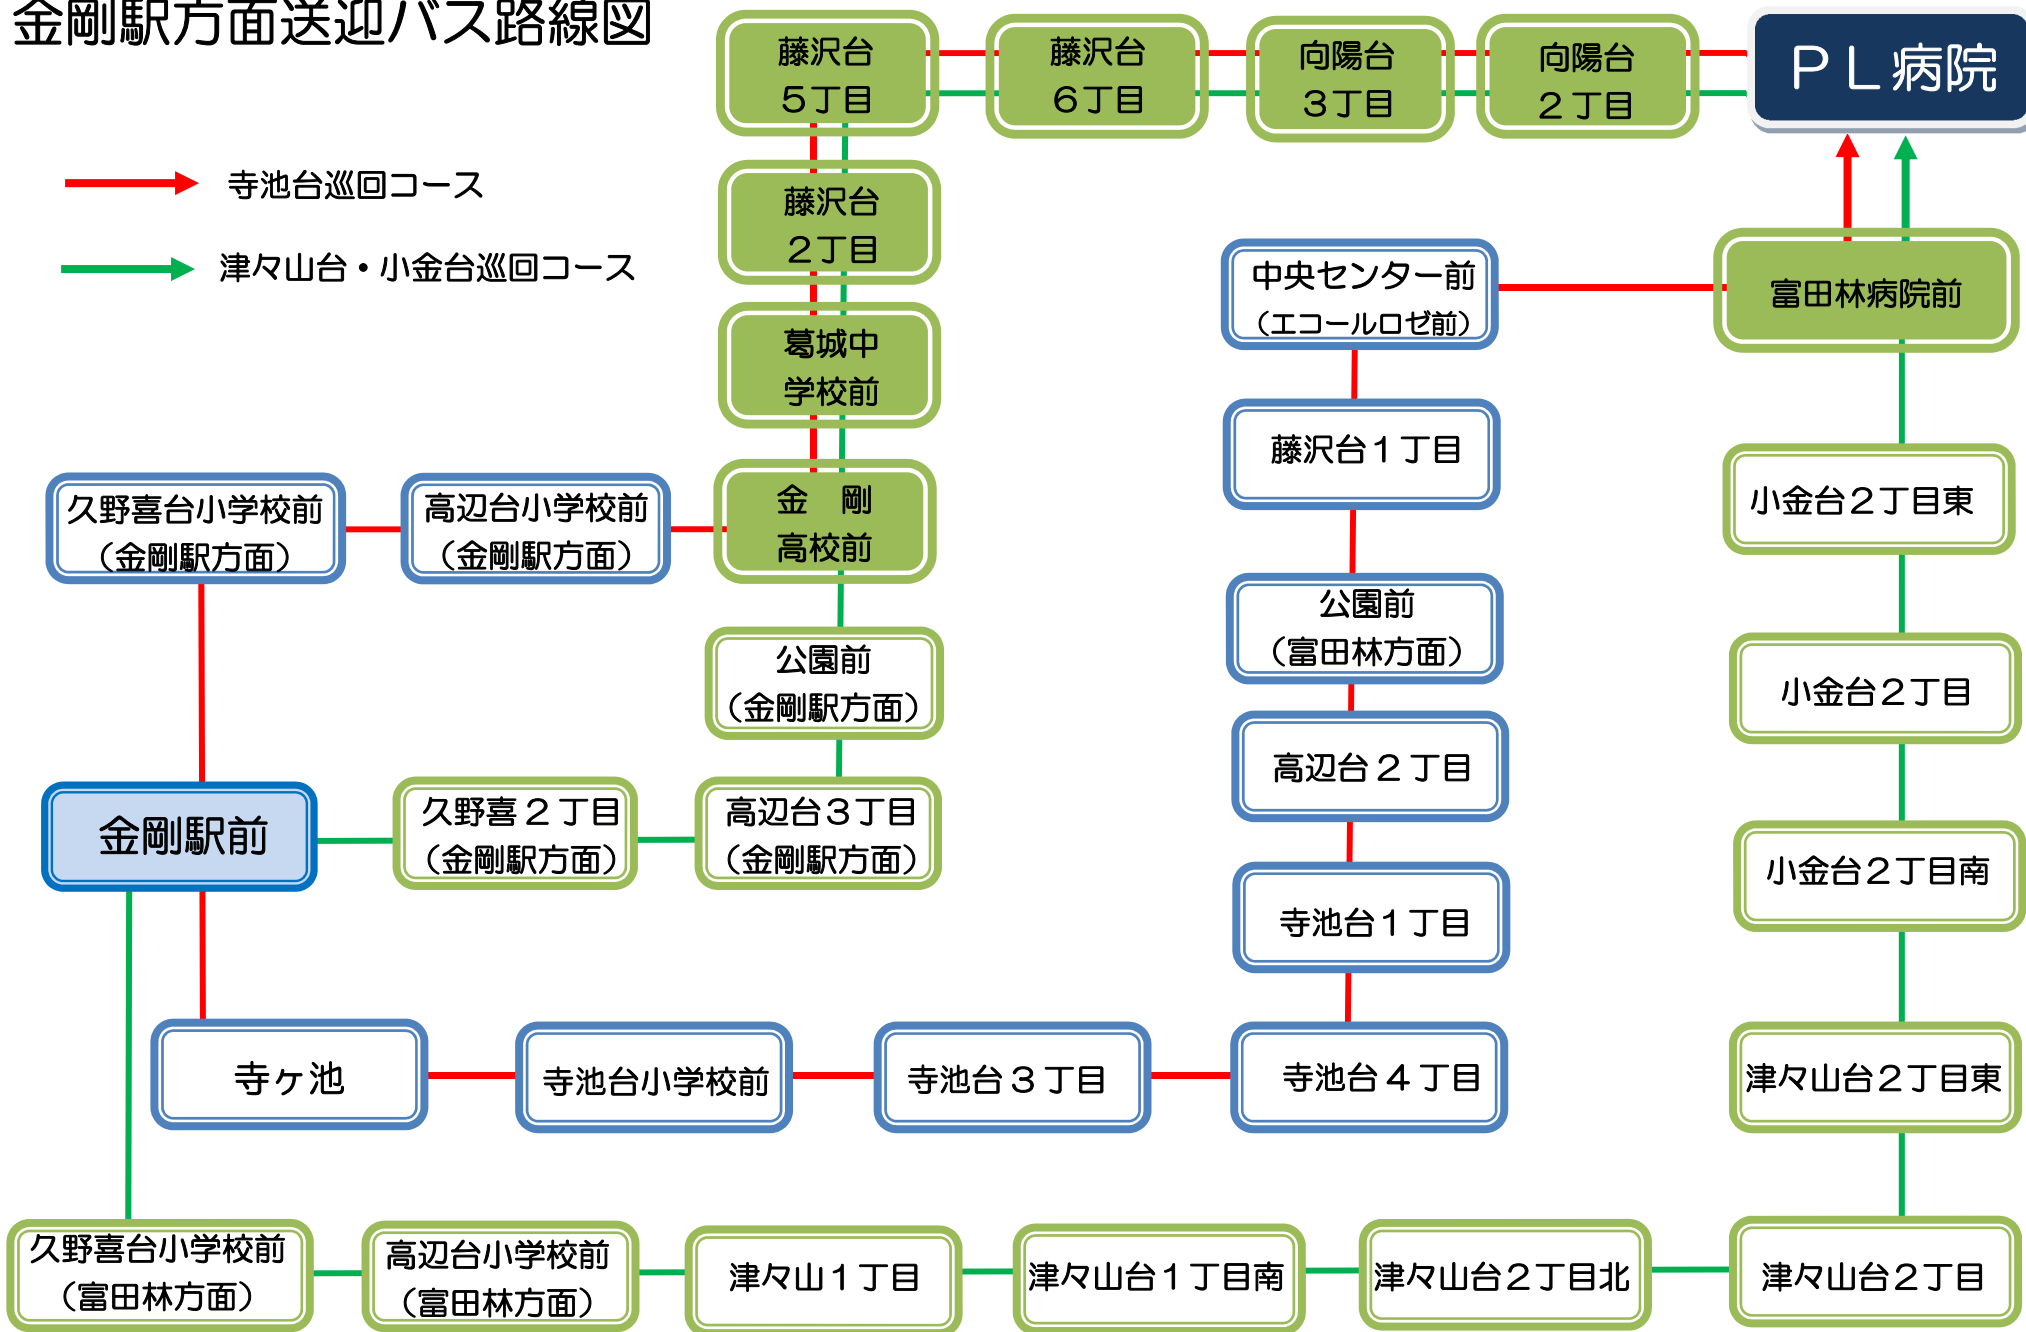 金剛駅方面送迎バス路線図
寺池台巡回コース
津々山台・小金台巡回コース
藤沢台
５丁目
藤沢台
６丁目
向陽台
３丁目
向陽台
２丁目
ＰＬ病院
藤沢台
２丁目
葛城中
学校前
金　剛
高校前
中央センター前
（エコールロゼ前）
富田林病院前
藤沢台１丁目
久野喜台小学校前
（金剛駅方面）
高辺台小学校前
（金剛駅方面）
小金台２丁目東
公園前
（金剛駅方面）
公園前
（富田林方面）
小金台２丁目
高辺台２丁目
金剛駅前
久野喜２丁目
（金剛駅方面）
高辺台３丁目
（金剛駅方面）
小金台２丁目南
寺池台１丁目
寺ヶ池
寺池台小学校前
寺池台３丁目
寺池台４丁目
津々山台２丁目東
久野喜台小学校前
（富田林方面）
高辺台小学校前
（富田林方面）
津々山１丁目
津々山台１丁目南
津々山台２丁目北
津々山台２丁目